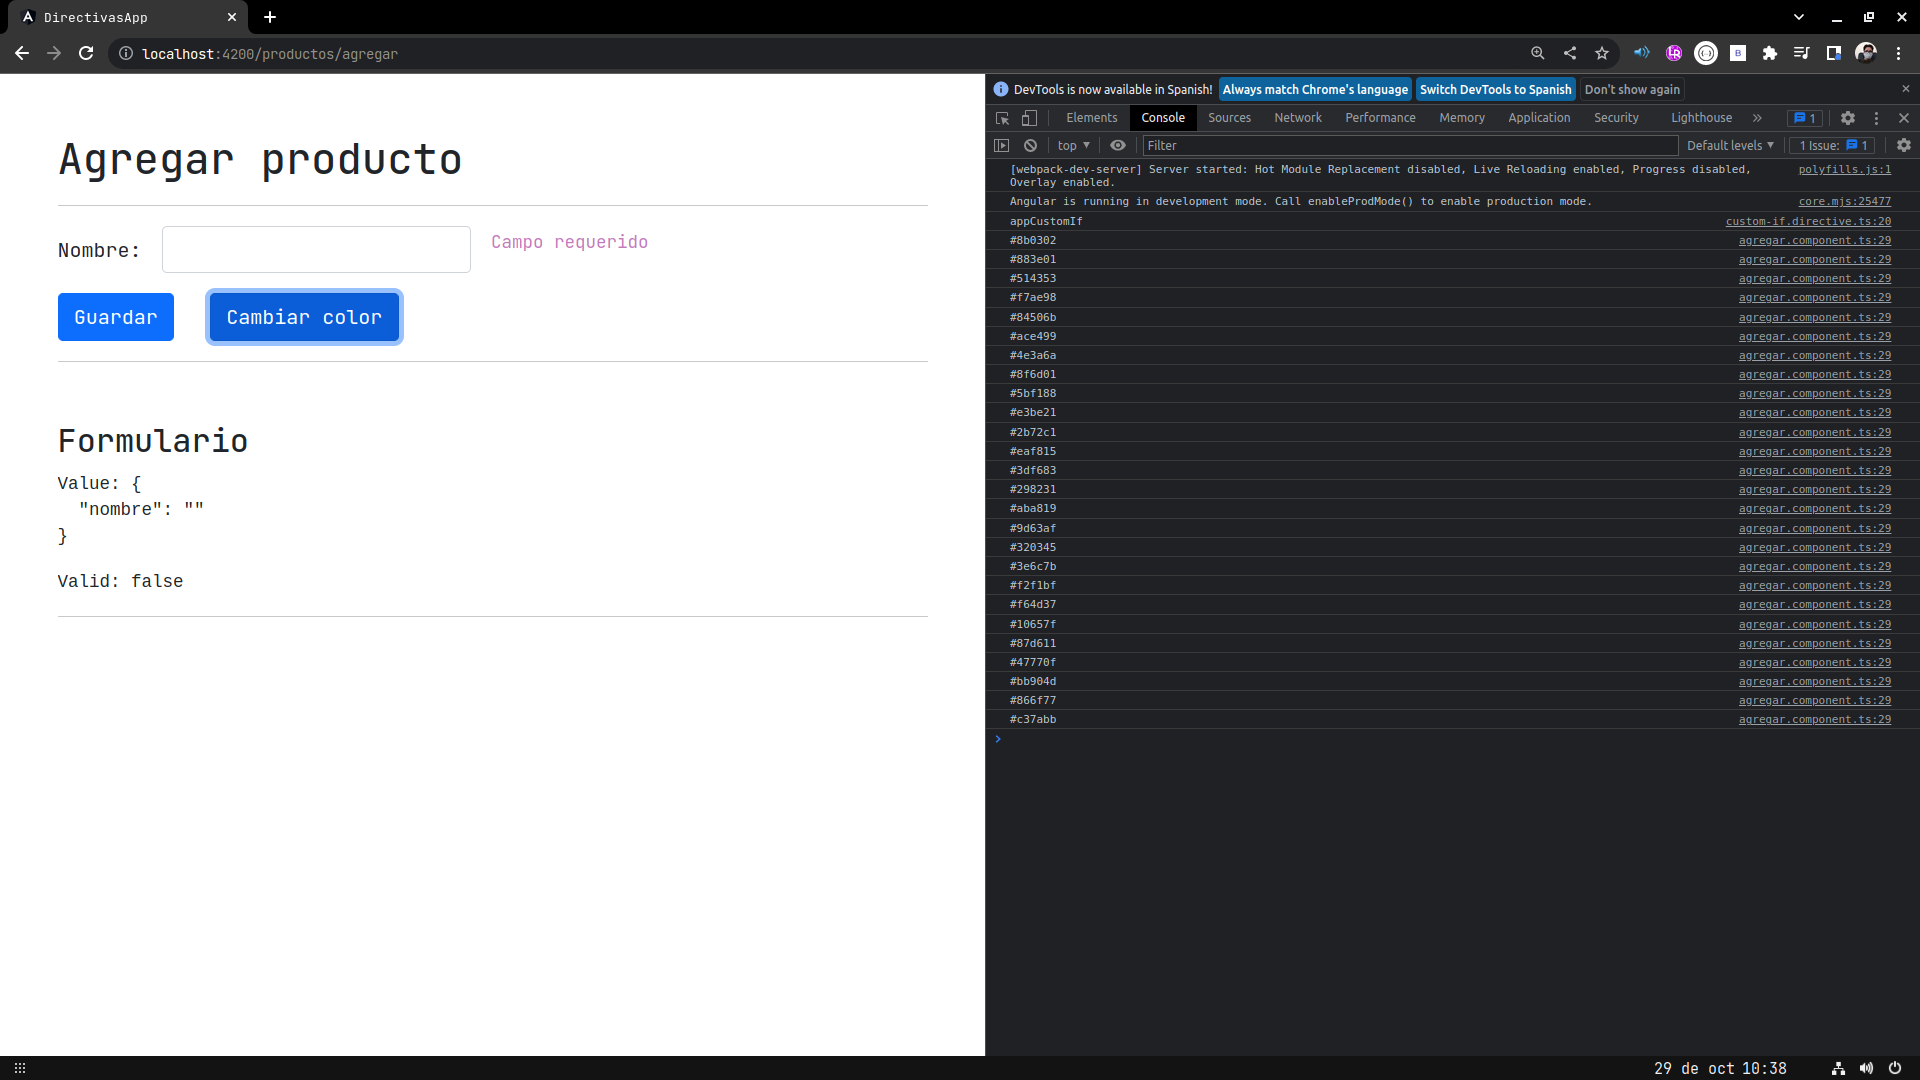 DirectivasApp
localhost:4200/productos/agregar
Agregar producto
Nombre:
Campo requerido
Guardar
Cambiar color
Formulario
Value: {
  "nombre": ""
}
Valid: false
DevTools is now available in Spanish!
Always match Chrome's language
Switch DevTools to Spanish
Don't show again
Elements
Console
Sources
Network
Performance
Memory
Application
Security
Lighthouse
1
top
Filter
Default levels
1 Issue: 1
[webpack-dev-server] Server started: Hot Module Replacement disabled, Live Reloading enabled, Progress disabled, polyfills.js:1
Overlay enabled.
Angular is running in development mode. Call enableProdMode() to enable production mode. core.mjs:25477
appCustomIf custom-if.directive.ts:20
#8b0302 agregar.component.ts:29
#883e01 agregar.component.ts:29
#514353 agregar.component.ts:29
#f7ae98 agregar.component.ts:29
#84506b agregar.component.ts:29
#ace499 agregar.component.ts:29
#4e3a6a agregar.component.ts:29
#8f6d01 agregar.component.ts:29
#5bf188 agregar.component.ts:29
#e3be21 agregar.component.ts:29
#2b72c1 agregar.component.ts:29
#eaf815 agregar.component.ts:29
#3df683 agregar.component.ts:29
#298231 agregar.component.ts:29
#aba819 agregar.component.ts:29
#9d63af agregar.component.ts:29
#320345 agregar.component.ts:29
#3e6c7b agregar.component.ts:29
#f2f1bf agregar.component.ts:29
#f64d37 agregar.component.ts:29
#10657f agregar.component.ts:29
#87d611 agregar.component.ts:29
#47770f agregar.component.ts:29
#bb904d agregar.component.ts:29
#866f77 agregar.component.ts:29
#c37abb agregar.component.ts:29
29 de oct 10:38